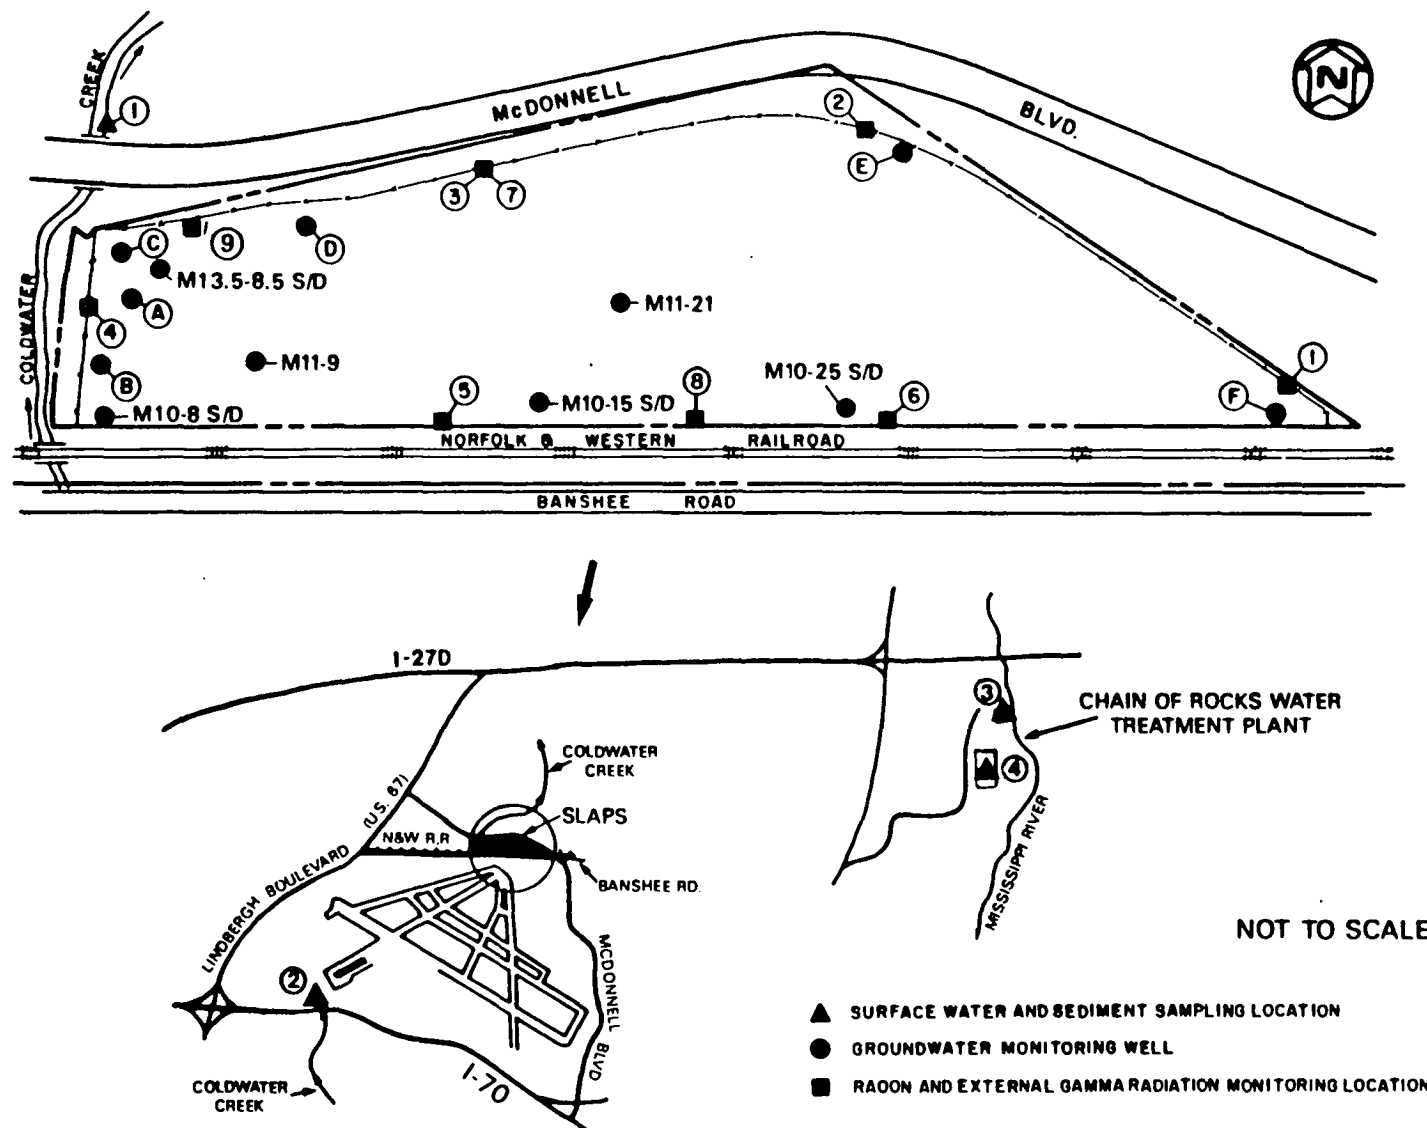 N
CREEK
1
McDONNELL
BLVD.
2
E
3
7
C
9
D
M13.5-8.5 S/D
A
4
COLDWATER
M11-21
B
M11-9
M10-8 S/D
5
M10-15 S/D
8
M10-25 S/D
6
1
F
NORFOLK & WESTERN RAILROAD
BANSHEE ROAD
I-27D
3
CHAIN OF ROCKS WATER
TREATMENT PLANT
4
MISSISSIPPI RIVER
COLDWATER
CREEK
(U.S. 67)
SLAPS
N&W R.R
BANSHEE RD.
LINDBERGH BOULEVARD
MCDONNELL BLVD
2
COLDWATER
CREEK
I-70
NOT TO SCALE
SURFACE WATER AND SEDIMENT SAMPLING LOCATION
GROUNDWATER MONITORING WELL
RAOON AND EXTERNAL GAMMA RADIATION MONITORING LOCATION